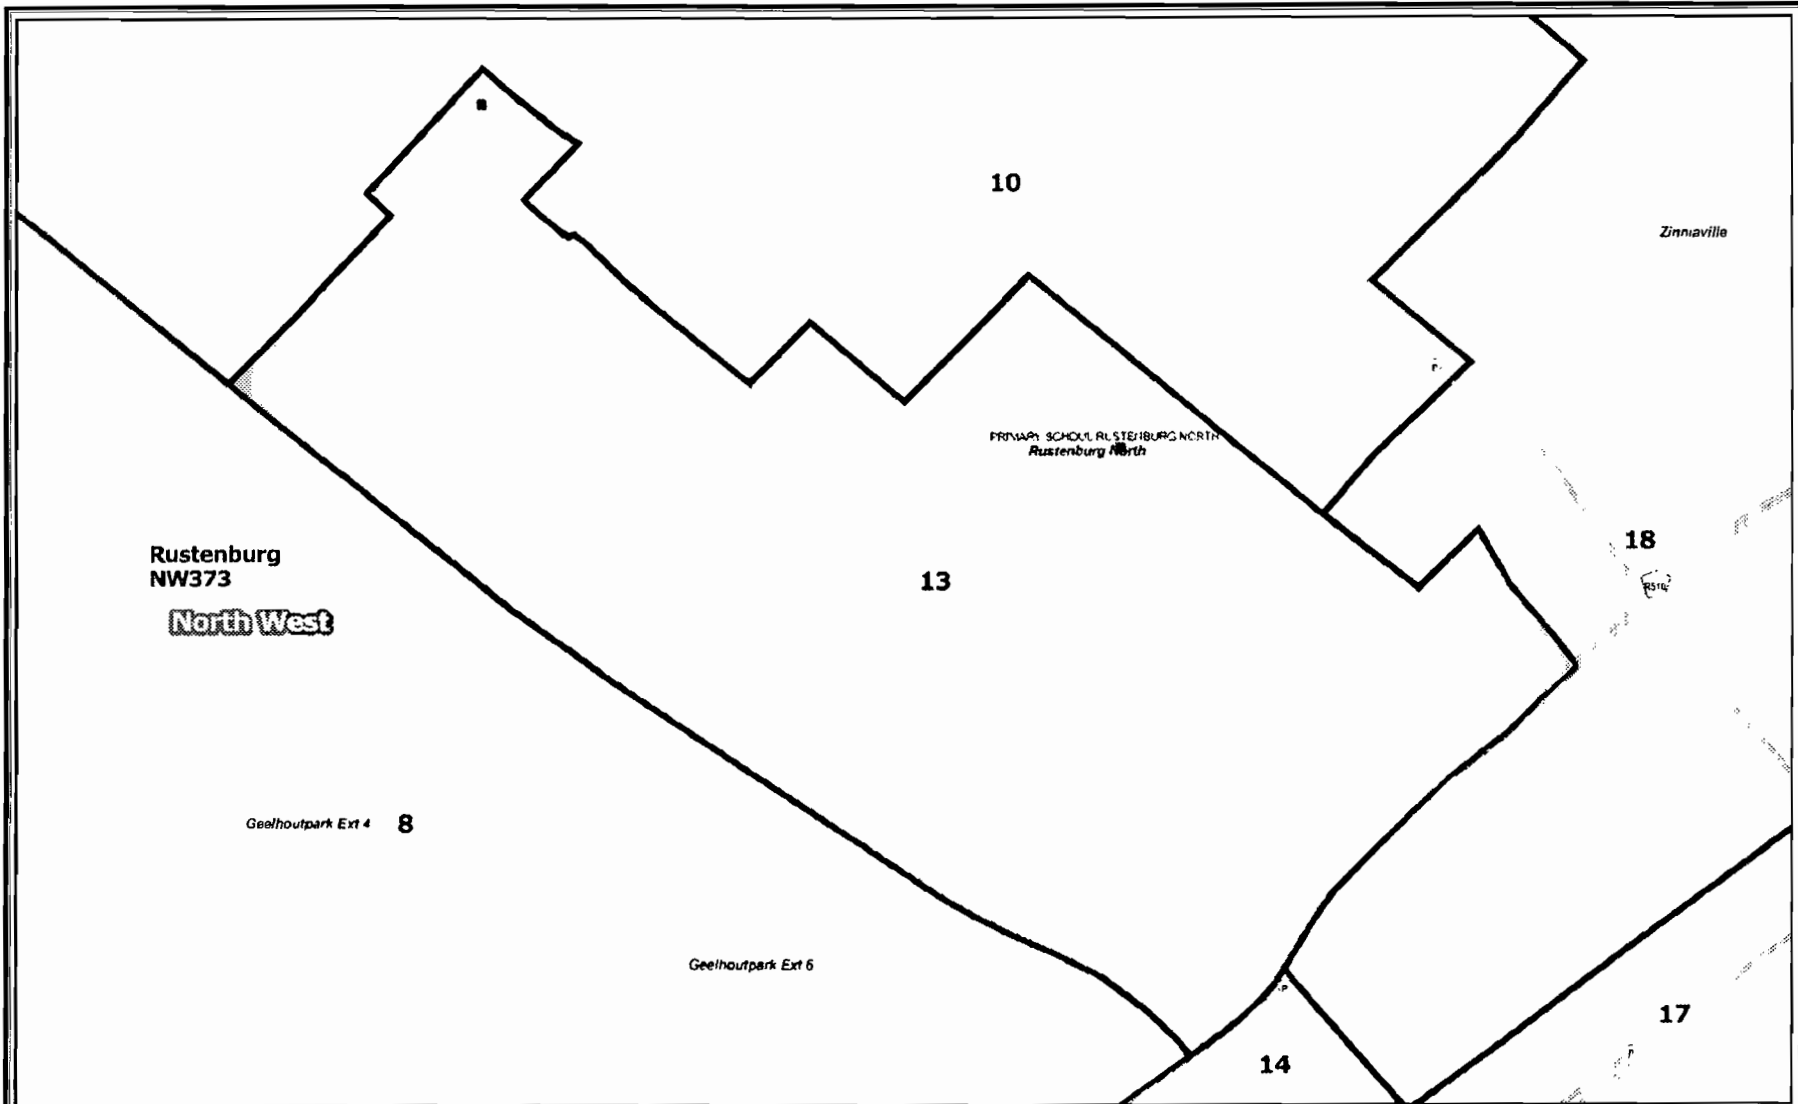 10
Zinniaville
PRIMARY SCHOOL RUSTENBURG NORTH
Rustenburg North
18
R510
Rustenburg
NW373
13
North West
Geelhoutpark Ext 4
8
Geelhoutpark Ext 6
17
14